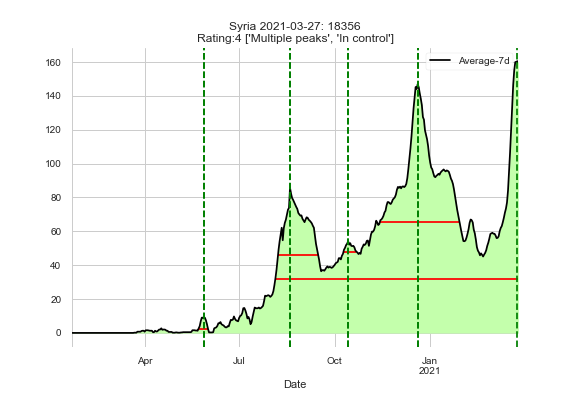 Syria 2021-03-27: 18356
Rating:4 ['Multiple peaks', 'In control']
Average-7d
160
140
120
100
80
60
40
20
0
Apr
Jul
Oct
Jan
2021
Date